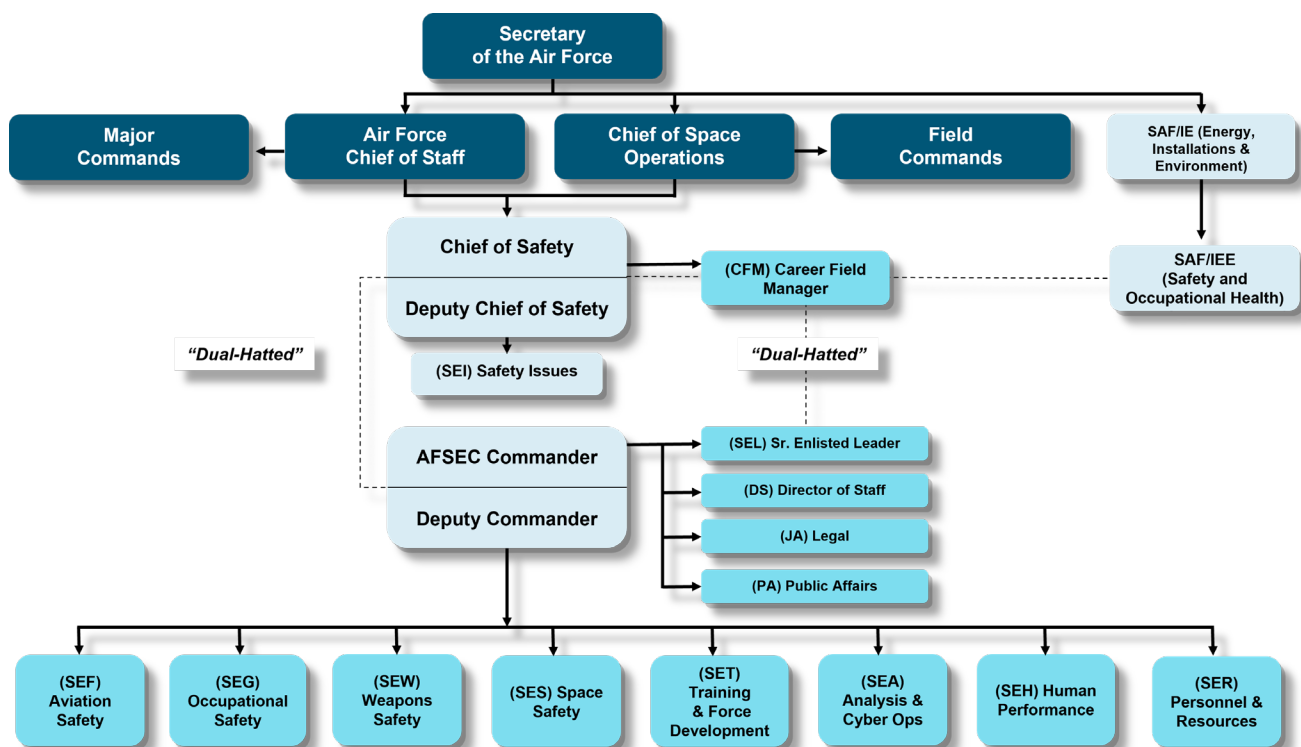 Secretary
of the Air Force
Major
Commands
Air Force
Chief of Staff
Chief of Space
Operations
Field
Commands
SAF/IE (Energy,
Installations &
Environment)
Chief of Safety
Deputy Chief of Safety
(CFM) Career Field
Manager
SAF/IEE
(Safety and
Occupational Health)
“Dual-Hatted”
(SEI) Safety Issues
“Dual-Hatted”
AFSEC Commander
Deputy Commander
(SEL) Sr. Enlisted Leader
(DS) Director of Staff
(JA) Legal
(PA) Public Affairs
(SEF)
Aviation
Safety
(SEG)
Occupational
Safety
(SEW)
Weapons
Safety
(SES) Space
Safety
(SET)
Training
& Force
Development
(SEA)
Analysis &
Cyber Ops
(SEH) Human
Performance
(SER)
Personnel &
Resources